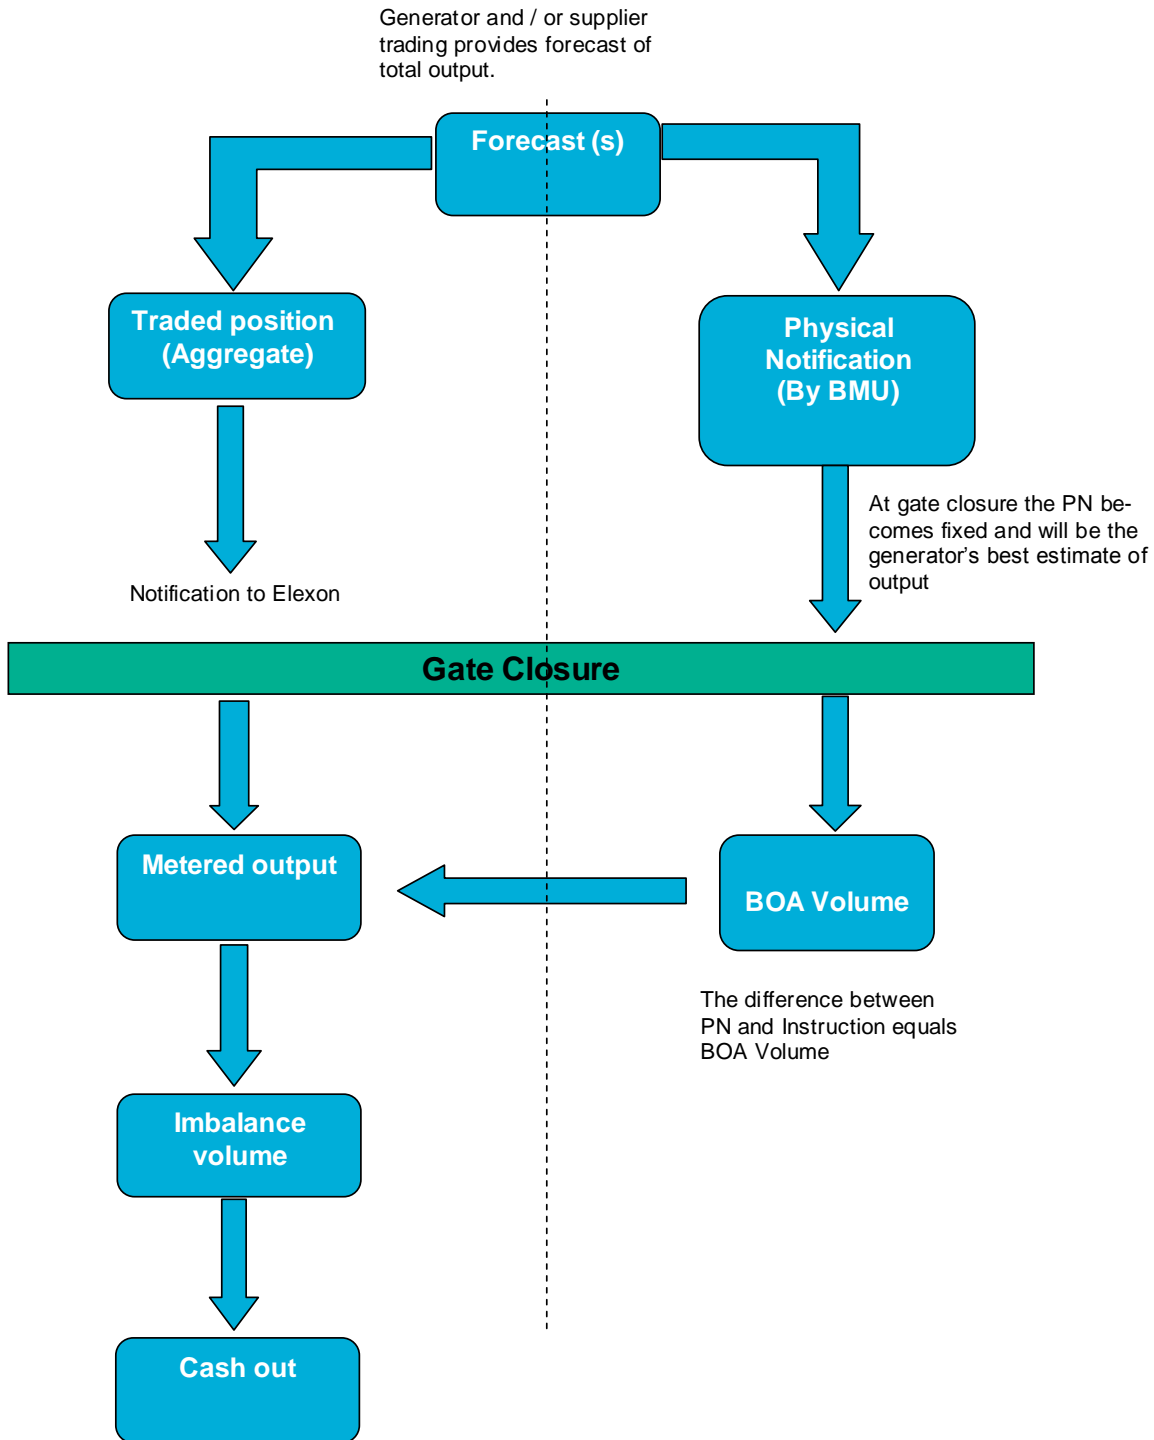 Generator and / or supplier
trading provides forecast of
total output.
Forecast (s)
Traded position
(Aggregate)
Physical
Notification
(By BMU)
At gate closure the PN be-
comes fixed and will be the
generator's best estimate of
output
Notification to Elexon
Gate Closure
Metered output
BOA Volume
The difference between
PN and Instruction equals
BOA Volume
Imbalance
volume
Cash out